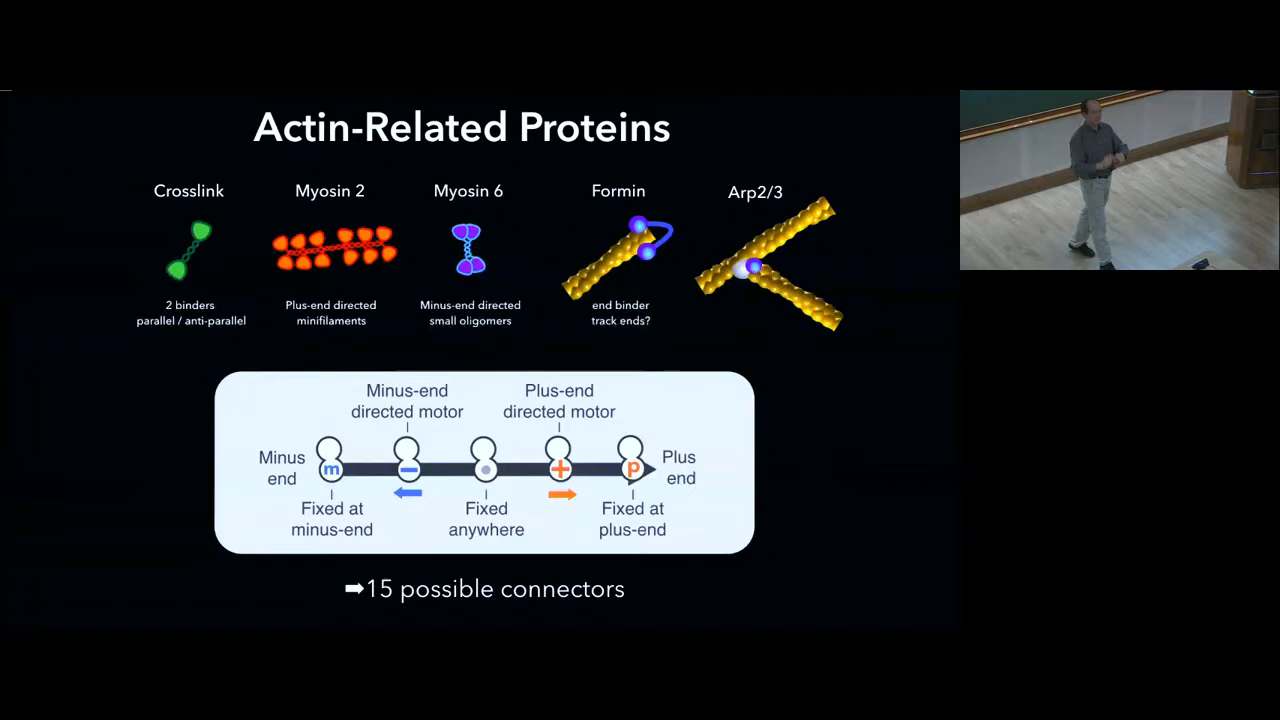 Actin-Related Proteins
Crosslink
Myosin 2
Myosin 6
Formin
Arp2/3
2 binders
parallel / anti-parallel
Plus-end directed
minifilaments
Minus-end directed
small oligomers
end binder
track ends?
Minus-end
directed motor
Plus-end
directed motor
Minus
end
m
−
+
p
Plus
end
Fixed at
minus-end
Fixed
anywhere
Fixed at
plus-end
➡15 possible connectors